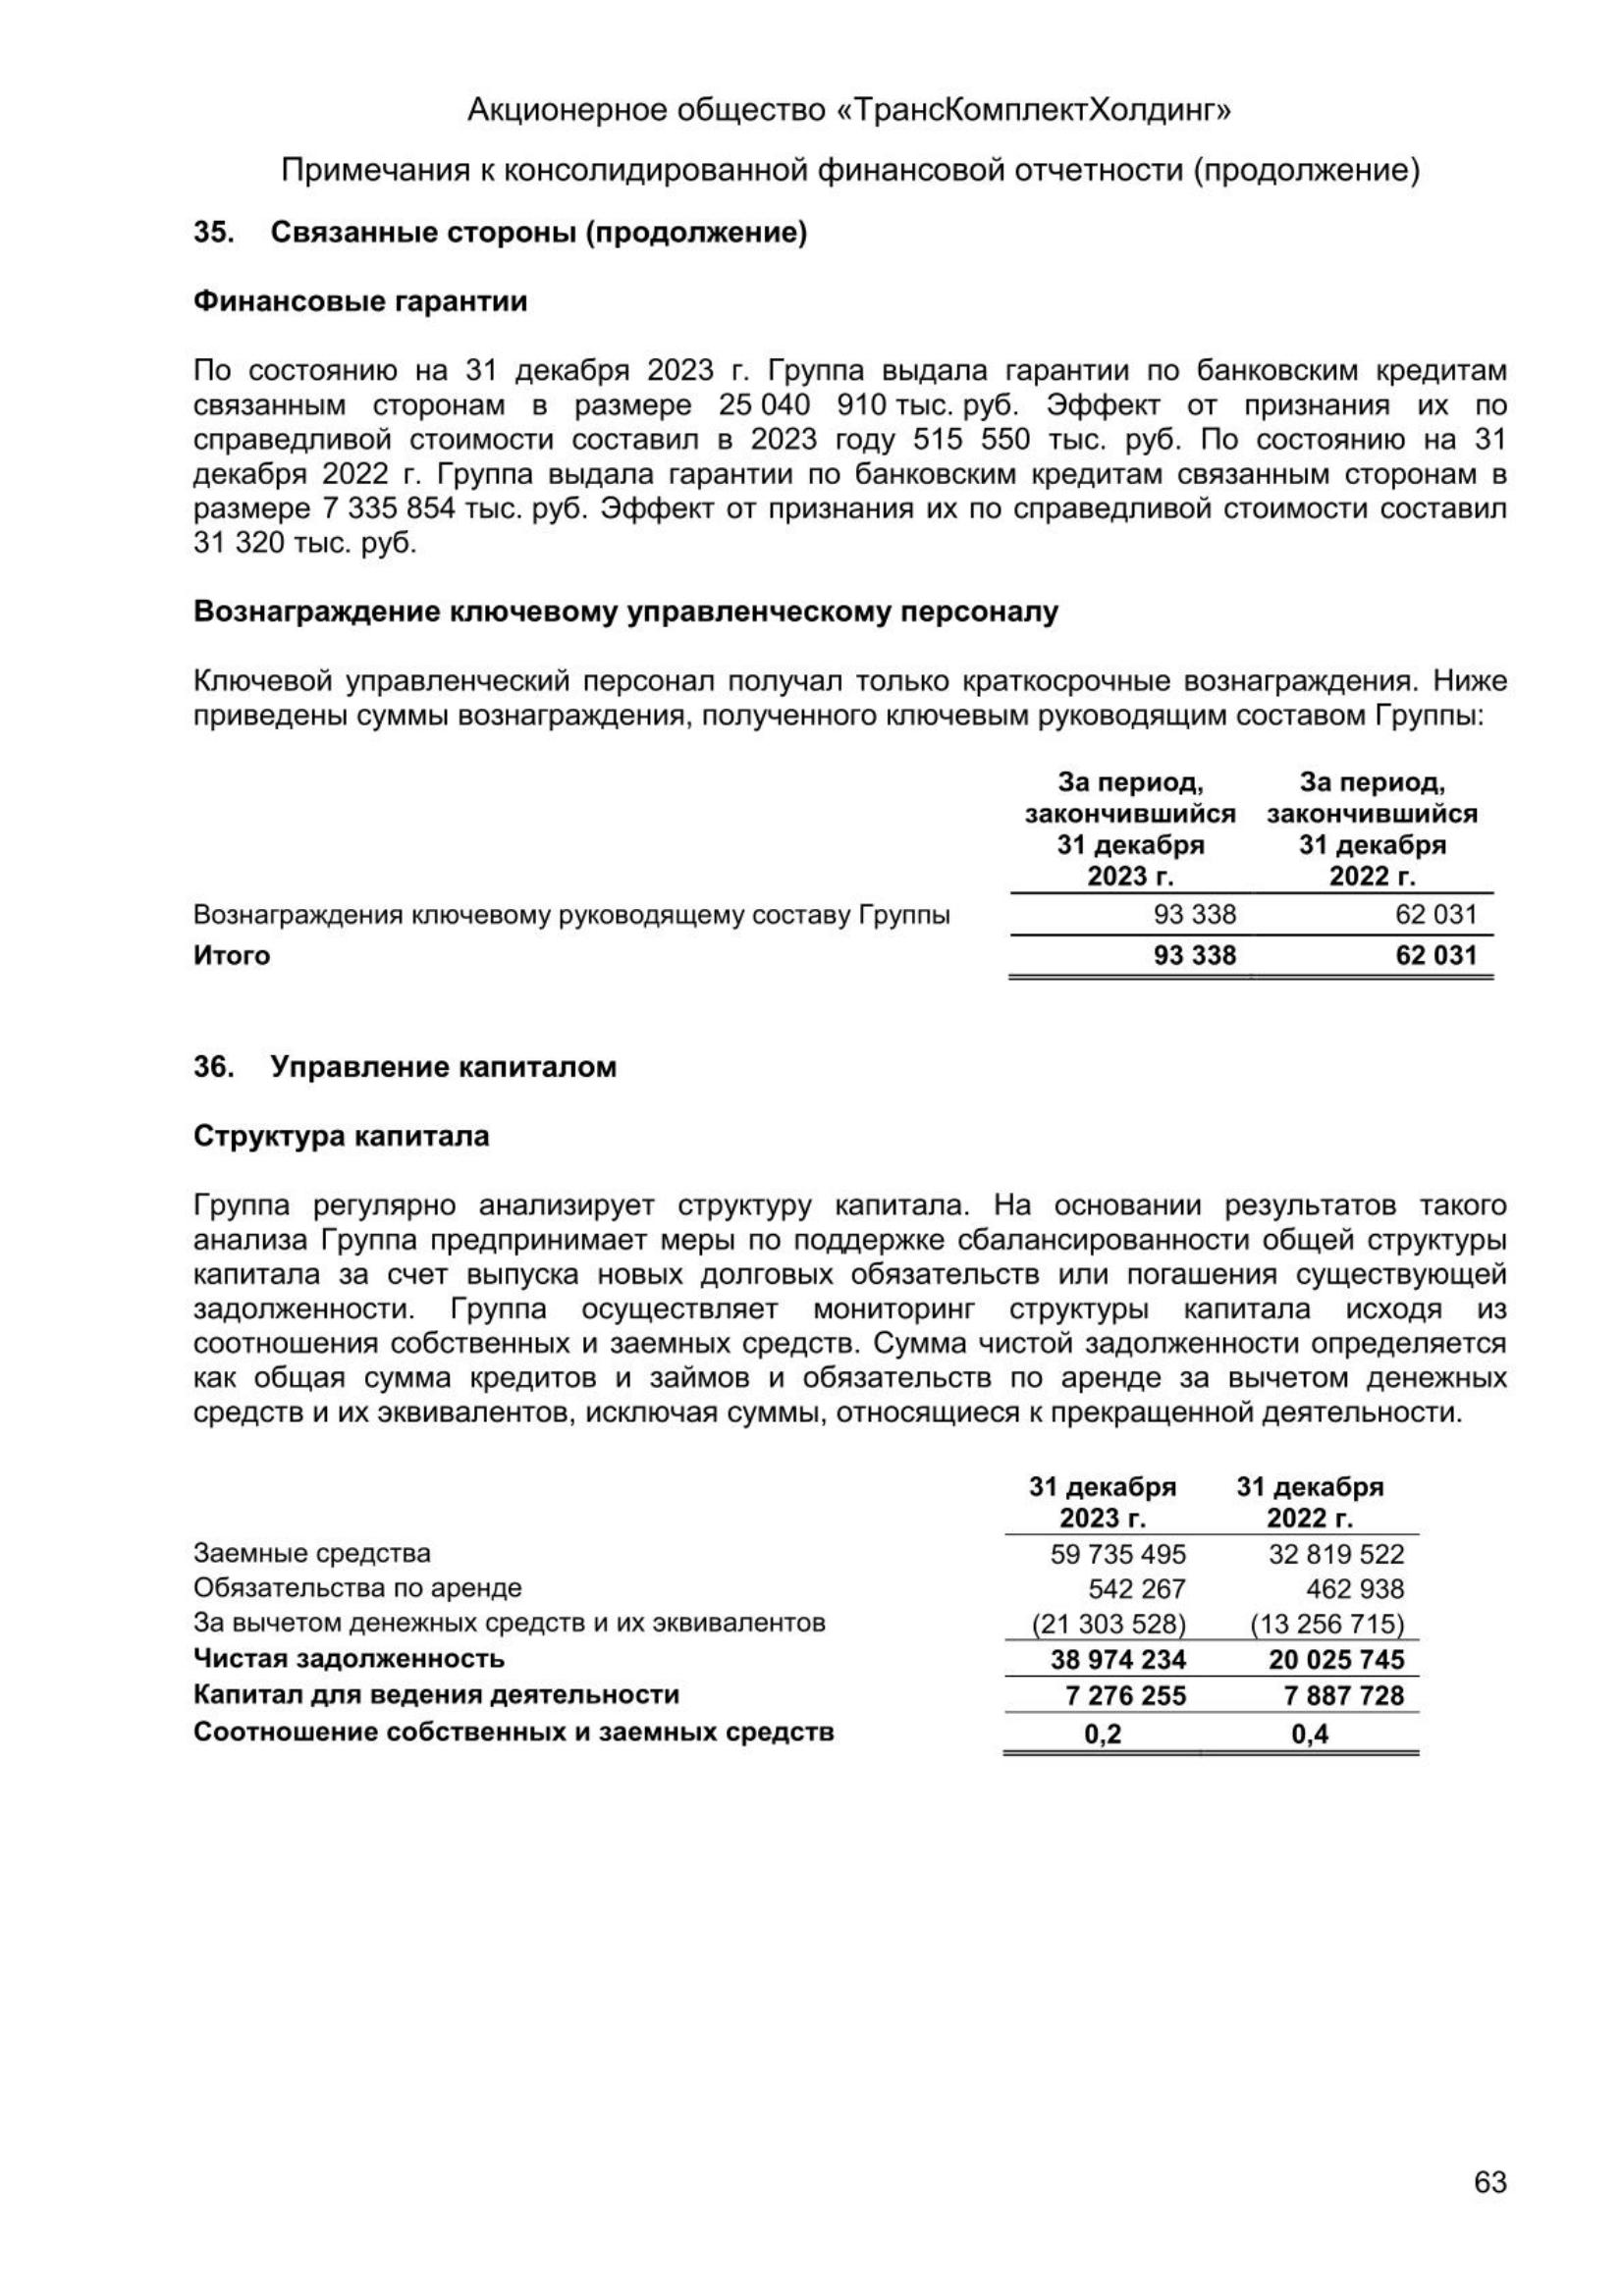 Акционерное общество «ТрансКомплектХолдинг»
Примечания к консолидированной финансовой отчетности (продолжение)
35. Связанные стороны (продолжение)
Финансовые гарантии
По состоянию на 31 декабря 2023 г. Группа выдала гарантии по банковским кредитам
связанным сторонам в размере 25 040 910 тыс. руб. Эффект от признания их по
справедливой стоимости составил в 2023 году 515 550 тыс. руб. По состоянию на 31
декабря 2022 г. Группа выдала гарантии по банковским кредитам связанным сторонам в
размере 7 335 854 тыс. руб. Эффект от признания их по справедливой стоимости составил
31 320 тыс. руб.
Вознаграждение ключевому управленческому персоналу
Ключевой управленческий персонал получал только краткосрочные вознаграждения. Ниже
приведены суммы вознаграждения, полученного ключевым руководящим составом Группы:
За период, За период,
закончившийся закончившийся
31 декабря 31 декабря
2023 г. 2022 г.
Вознаграждения ключевому руководящему составу Группы 93 338 62 031
Итого 93 338 62 031
36. Управление капиталом
Структура капитала
Группа регулярно анализирует структуру капитала. На основании результатов такого
анализа Группа предпринимает меры по поддержке сбалансированности общей структуры
капитала за счет выпуска новых долговых обязательств или погашения существующей
задолженности. Группа осуществляет мониторинг структуры капитала исходя из
соотношения собственных и заемных средств. Сумма чистой задолженности определяется
как общая сумма кредитов и займов и обязательств по аренде за вычетом денежных
средств и их эквивалентов, исключая суммы, относящиеся к прекращенной деятельности.
31 декабря 31 декабря
2023 г. 2022 г.
Заемные средства 59 735 495 32 819 522
Обязательства по аренде 542 267 462 938
За вычетом денежных средств и их эквивалентов (21 303 528) (13 256 715)
Чистая задолженность 38 974 234 20 025 745
Капитал для ведения деятельности 7 276 255 7 887 728
Соотношение собственных и заемных средств 0,2 0,4
63